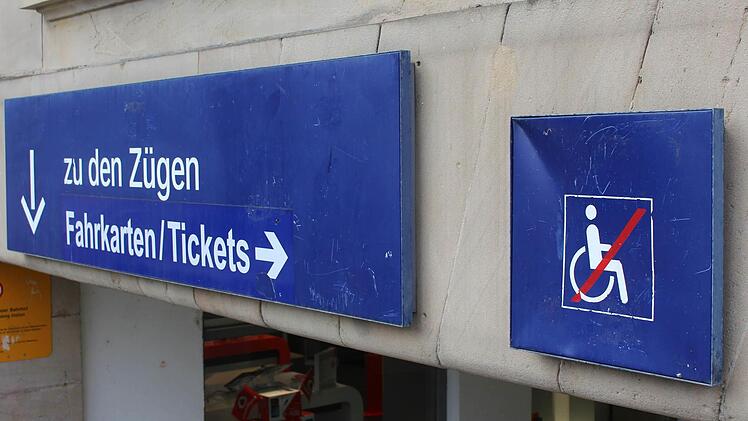 zu den Zügen
Fahrkarten/Tickets